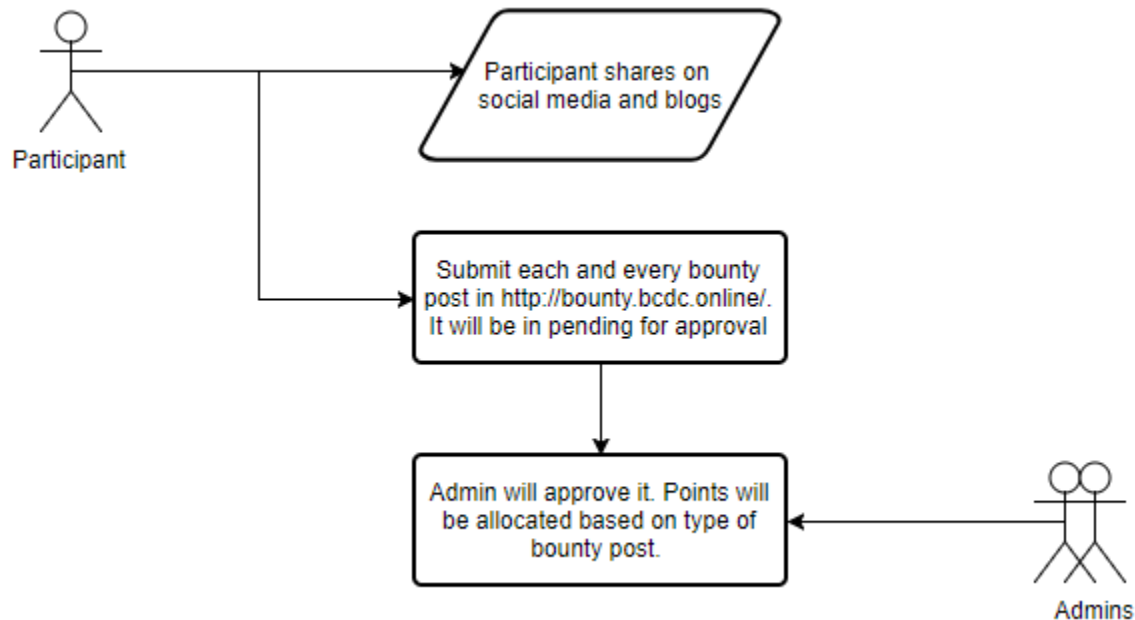 Participant shares on
social media and blogs
Participant
Submit each and every bounty
post in http://bounty.bcdc.online/.
It will be in pending for approval
Admin will approve it. Points will
be allocated based on type of
bounty post.
Admins